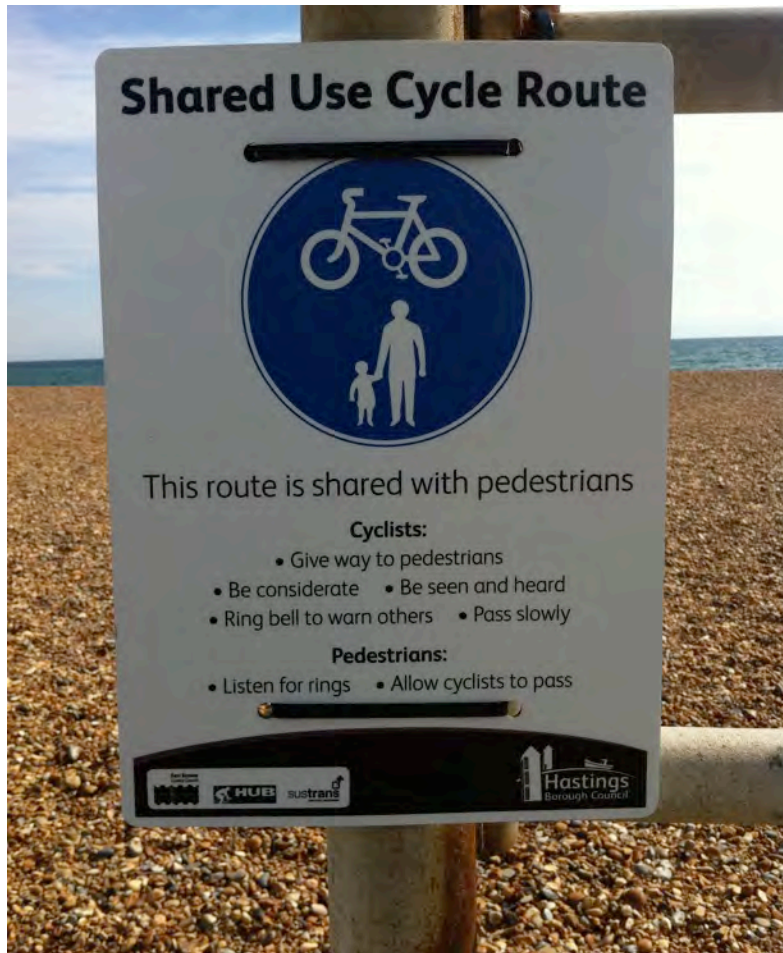 Shared Use Cycle Route
This route is shared with pedestrians
Cyclists:
• Give way to pedestrians
• Be considerate • Be seen and heard
• Ring bell to warn others • Pass slowly
Pedestrians:
• Listen for rings • Allow cyclists to pass
HUB
sustrans
Hastings
Borough Council